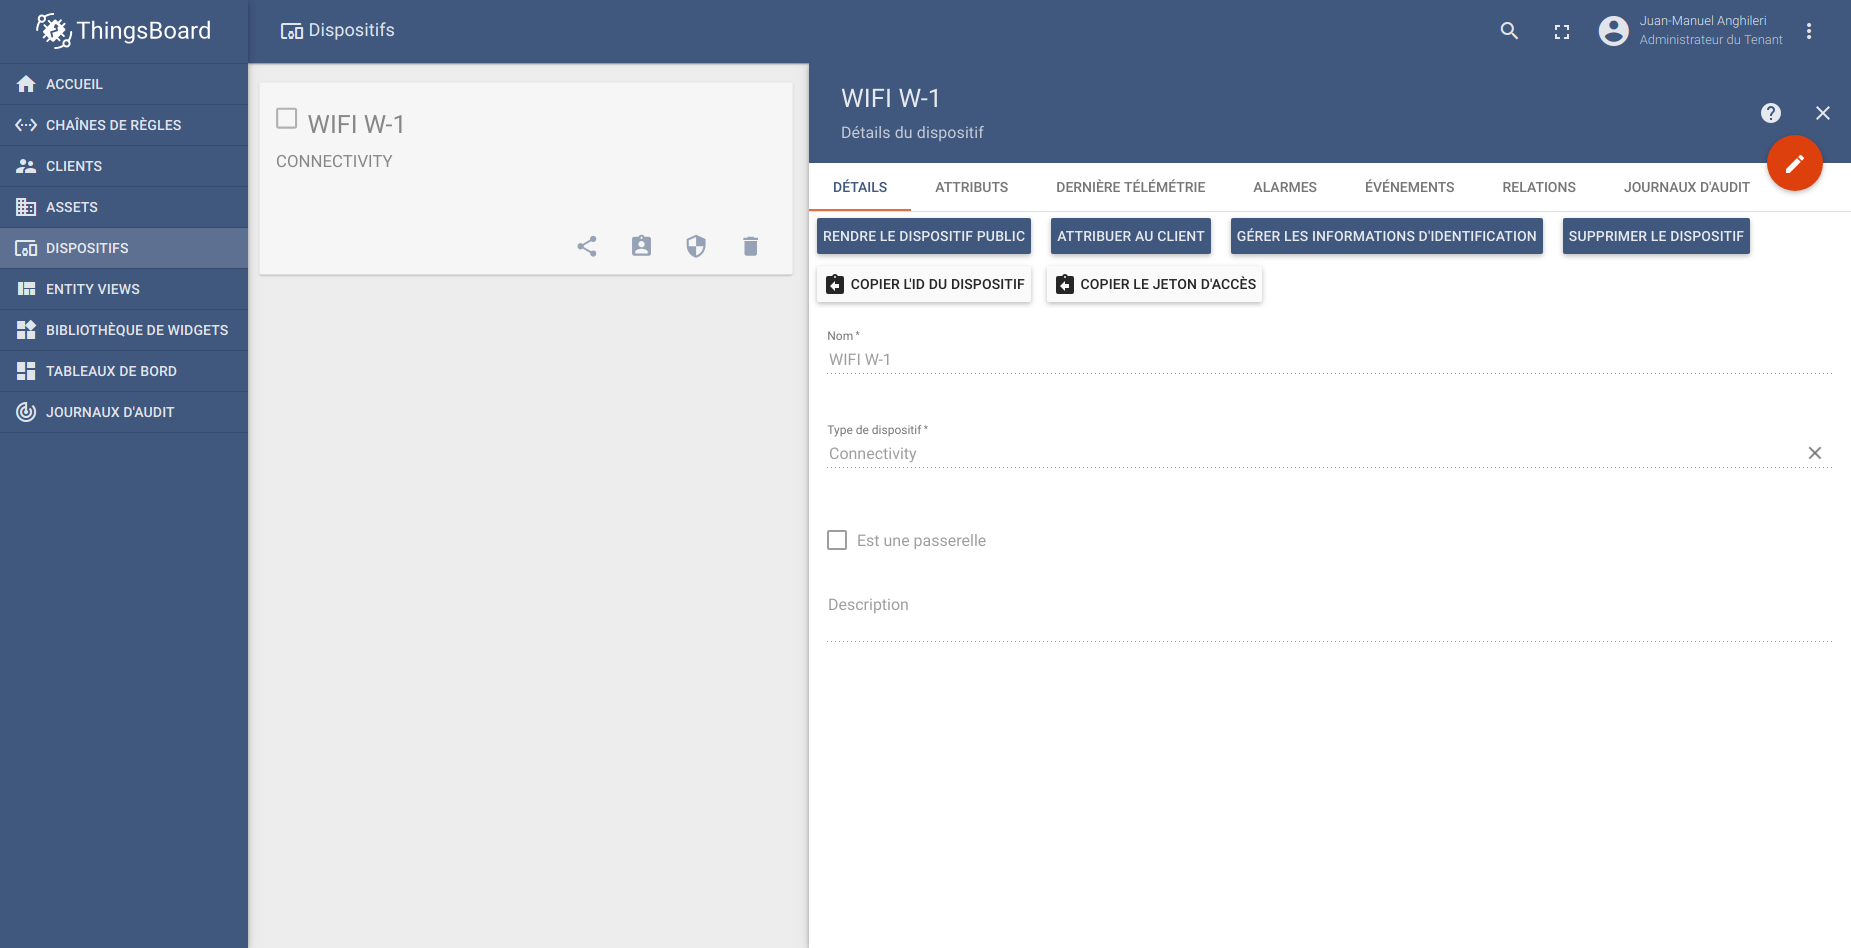 ThingsBoard
Dispositifs
Juan-Manuel Anghileri
Administrateur du Tenant
ACCUEIL
CHAÎNES DE RÈGLES
CLIENTS
ASSETS
DISPOSITIFS
ENTITY VIEWS
BIBLIOTHÈQUE DE WIDGETS
TABLEAUX DE BORD
JOURNAUX D'AUDIT
WIFI W-1
CONNECTIVITY
WIFI W-1
Détails du dispositif
DÉTAILS ATTRIBUTS DERNIÈRE TÉLÉMÉTRIE ALARMES ÉVÉNEMENTS RELATIONS JOURNAUX D'AUDIT
RENDRE LE DISPOSITIF PUBLIC ATTRIBUER AU CLIENT GÉRER LES INFORMATIONS D'IDENTIFICATION SUPPRIMER LE DISPOSITIF
COPIER L'ID DU DISPOSITIF COPIER LE JETON D'ACCÈS
Nom *
WIFI W-1
Type de dispositif *
Connectivity
Est une passerelle
Description